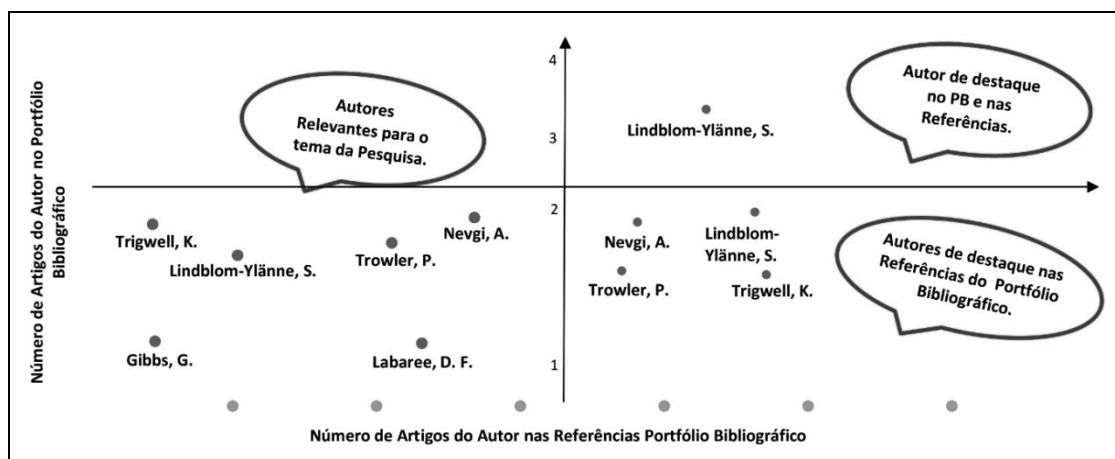 Número de Artigos do Autor no Portfólio
Bibliográfico
Autores
Relevantes para o
tema da Pesquisa.
4
3
2
1
Lindblom-Ylänne, S.
Autor de destaque
no PB e nas
Referências.
Trigwell, K.
Lindblom-Ylänne, S.
Trowler, P.
Nevgi, A.
Gibbs, G.
Labaree, D. F.
Nevgi, A.
Trowler, P.
Lindblom-
Ylänne, S.
Trigwell, K.
Autores de destaque nas
Referências do Portfólio
Bibliográfico.
Número de Artigos do Autor nas Referências Portfólio Bibliográfico